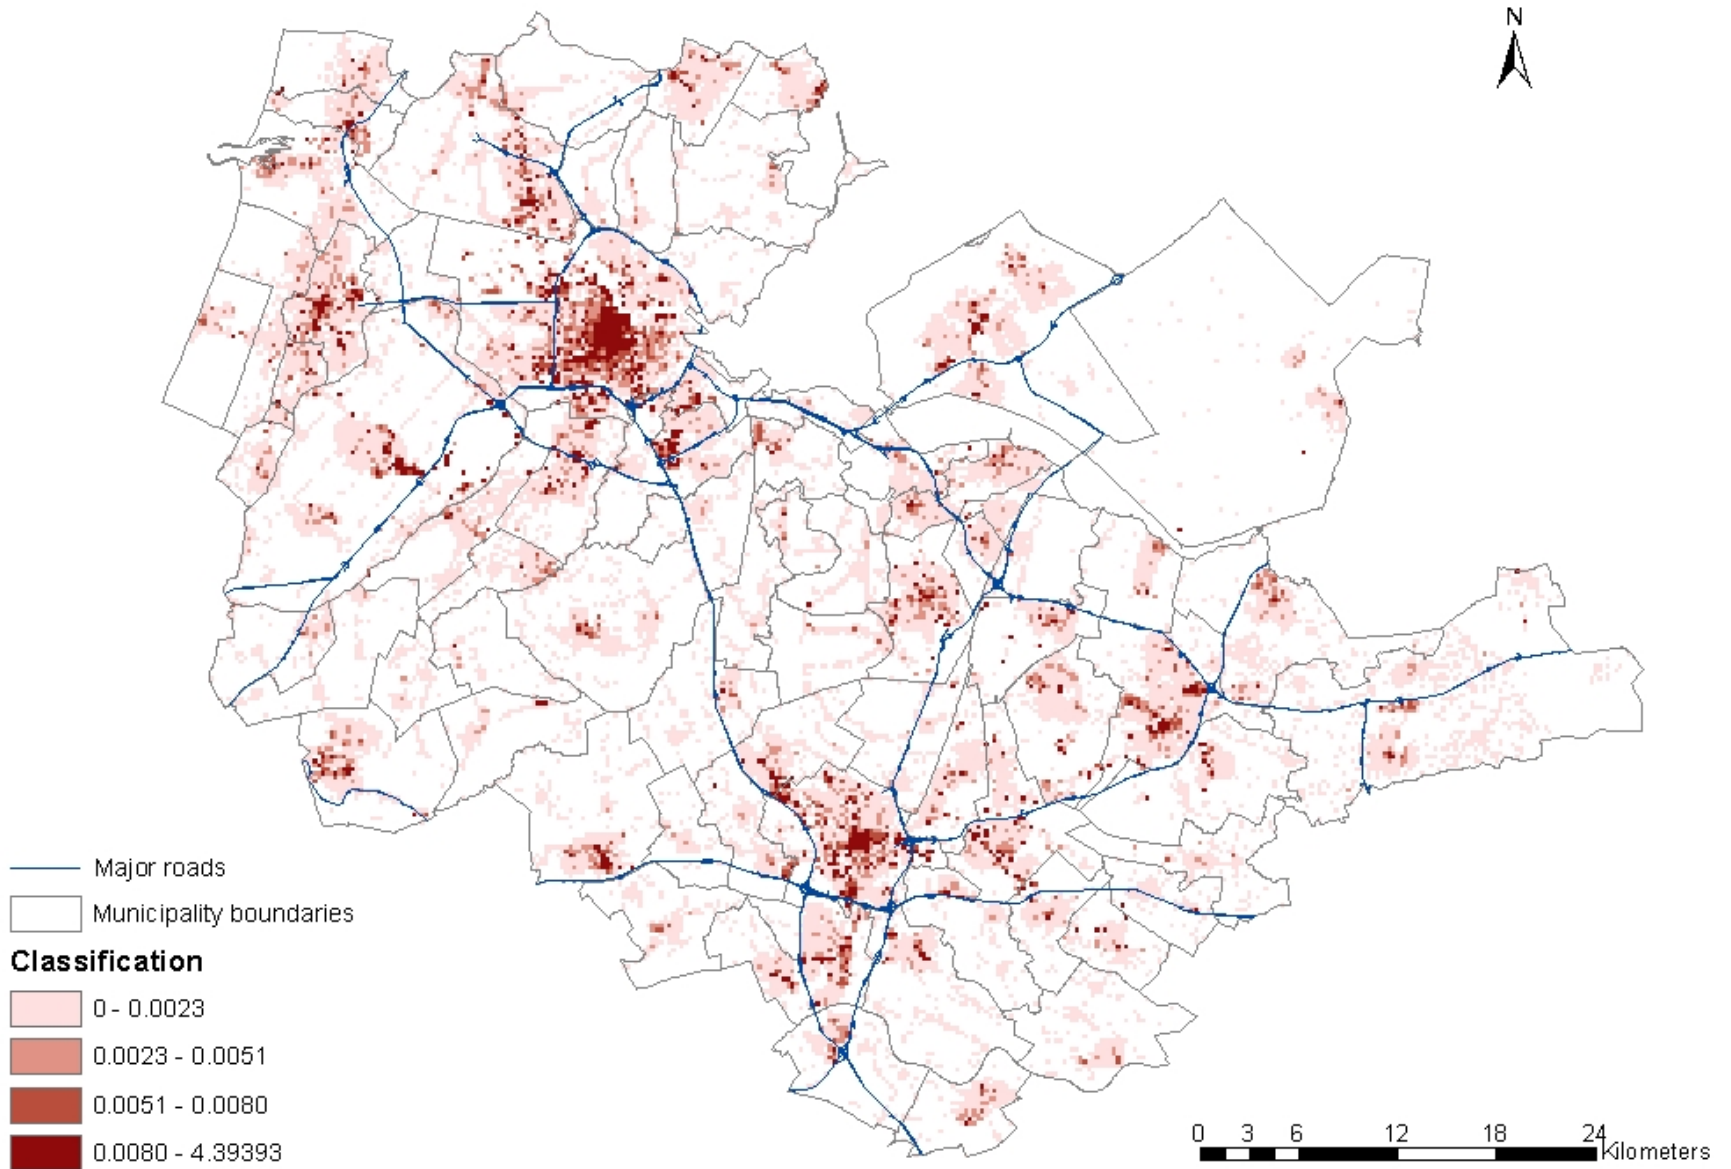 N
Major roads
Municipality boundaries
Classification
0 - 0.0023
0.0023 - 0.0051
0.0051 - 0.0080
0.0080 - 4.39393
0 3 6 12 18 24
Kilometers